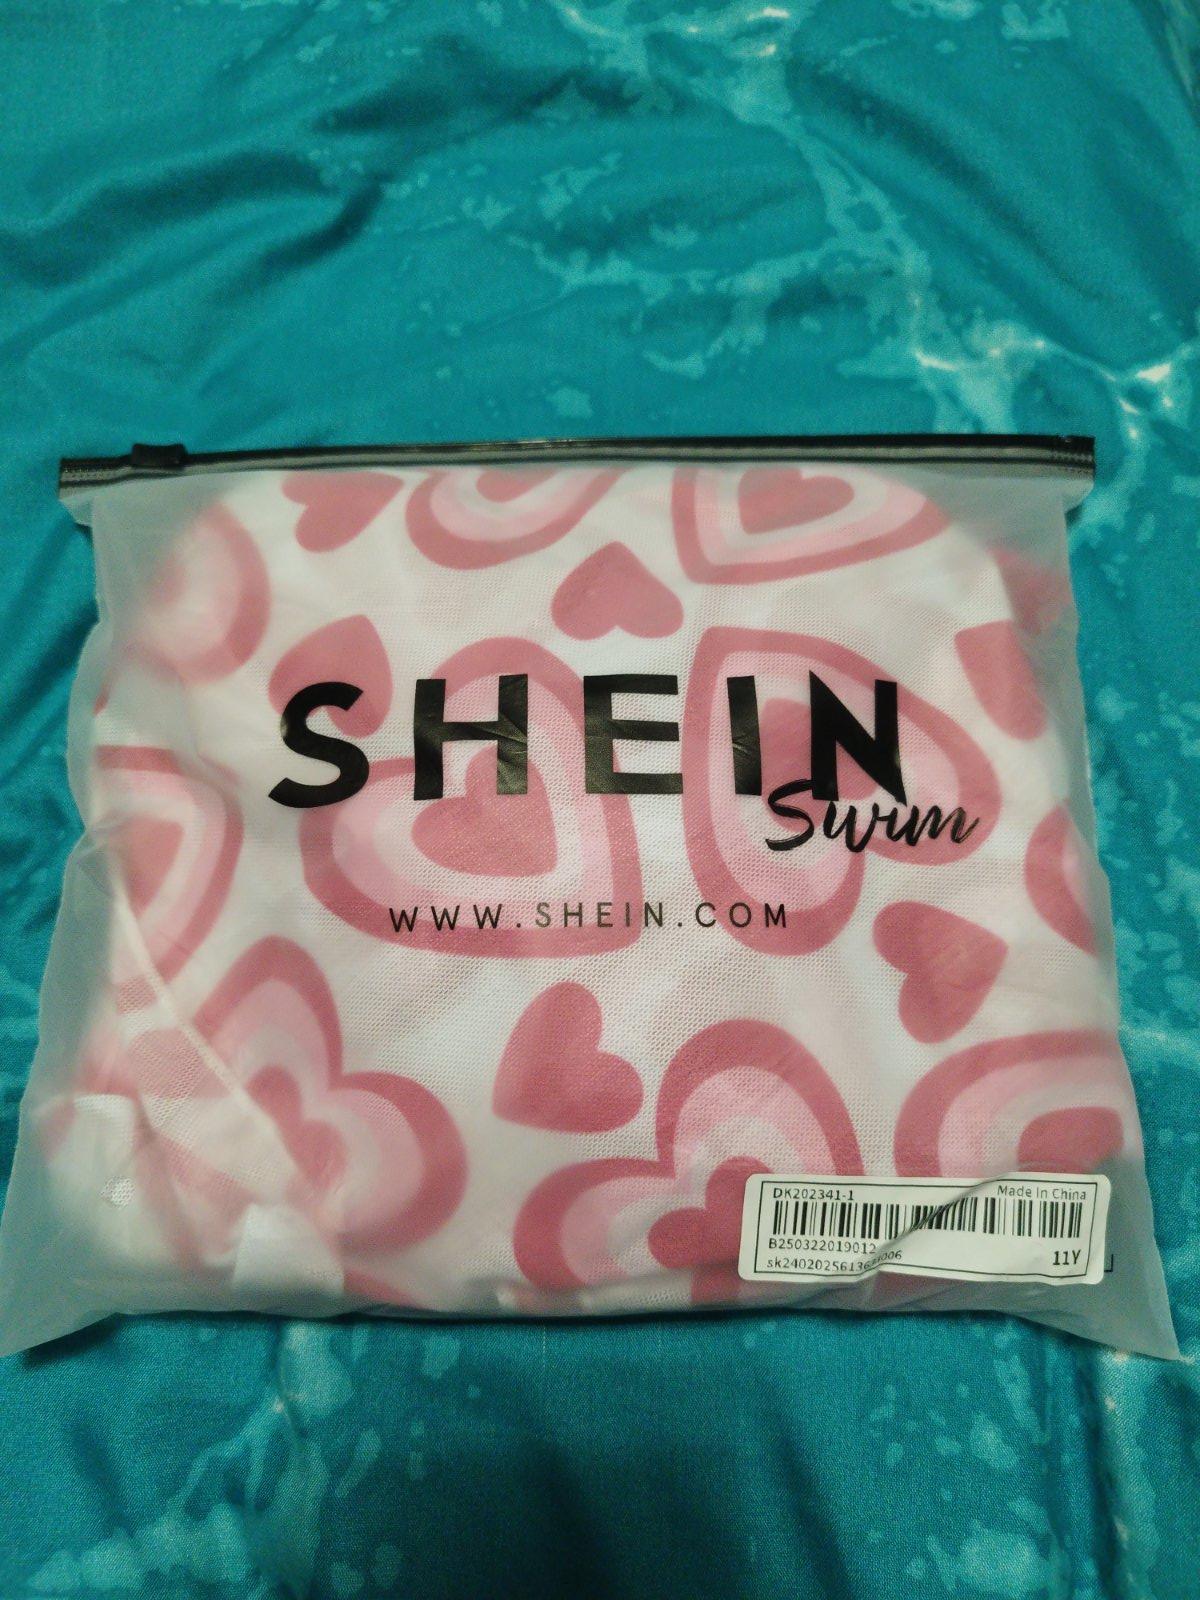 SHEIN
Swim
WWW.SHEIN.COM
DK202341-1 Made In China
B250322019012
11Y